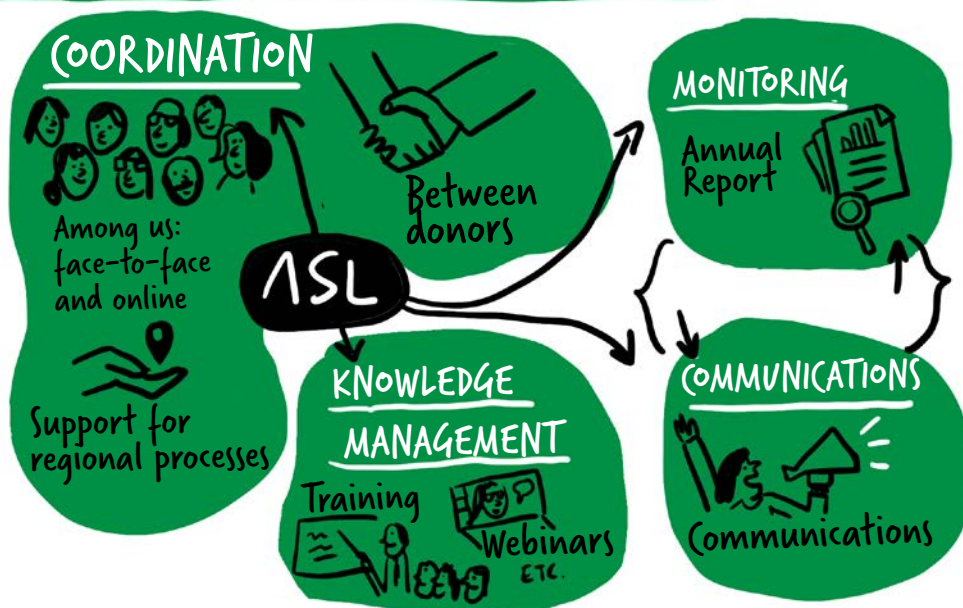 COORDINATION
Among us:
face-to-face
and online
Support for
regional processes
Between
donors
ASL
MONITORING
Annual
Report
KNOWLEDGE
MANAGEMENT
Training
Webinars
ETC.
COMMUNICATIONS
Communications